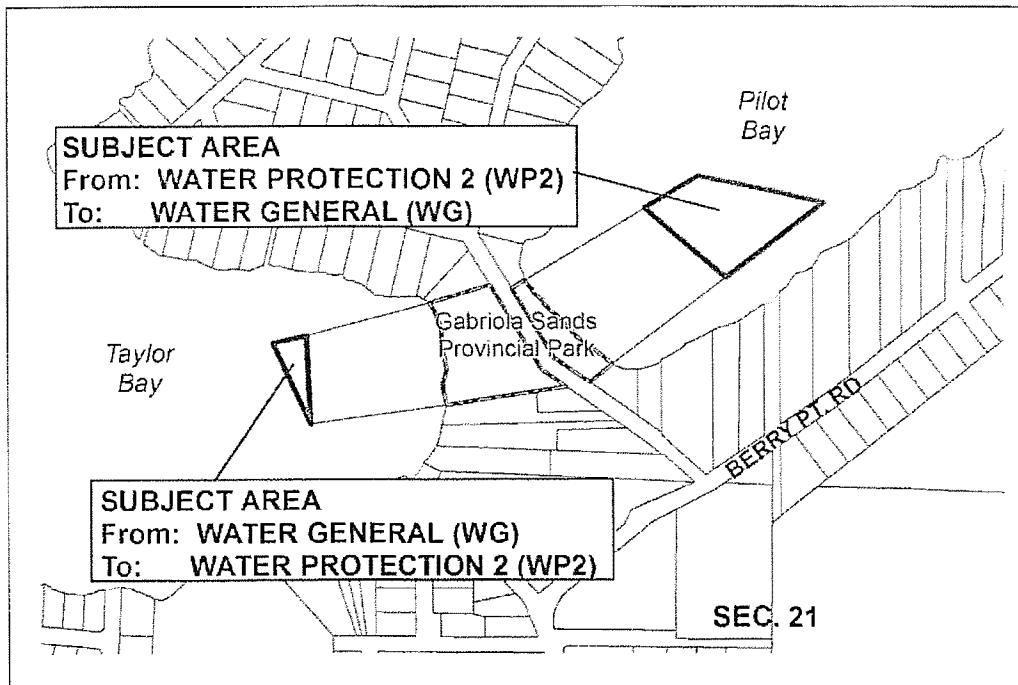 Pilot
Bay
SUBJECT AREA
From: WATER PROTECTION 2 (WP2)
To: WATER GENERAL (WG)
Gabriola Sands
Provincial Park
Taylor
Bay
BERRY PT. RD
SUBJECT AREA
From: WATER GENERAL (WG)
To: WATER PROTECTION 2 (WP2)
SEC. 21